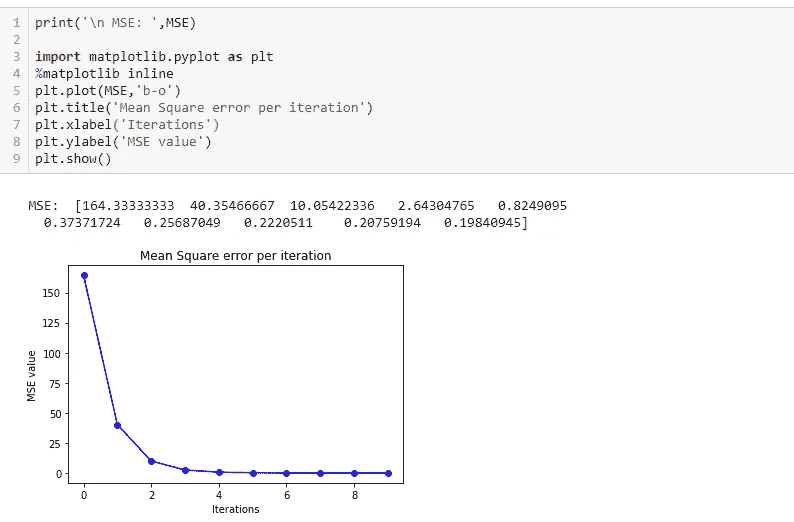 1 print('\n MSE: ',MSE)
2
3 import matplotlib.pyplot as plt
4 %matplotlib inline
5 plt.plot(MSE,'b-o')
6 plt.title('Mean Square error per iteration')
7 plt.xlabel('Iterations')
8 plt.ylabel('MSE value')
9 plt.show()
MSE:  [164.33333333  40.35466667  10.05422336   2.64304765   0.8249095
0.37371724   0.25687049   0.2220511    0.20759194   0.19840945]
Mean Square error per iteration
MSE value
150
125
100
75
50
25
0
0 2 4 6 8
Iterations